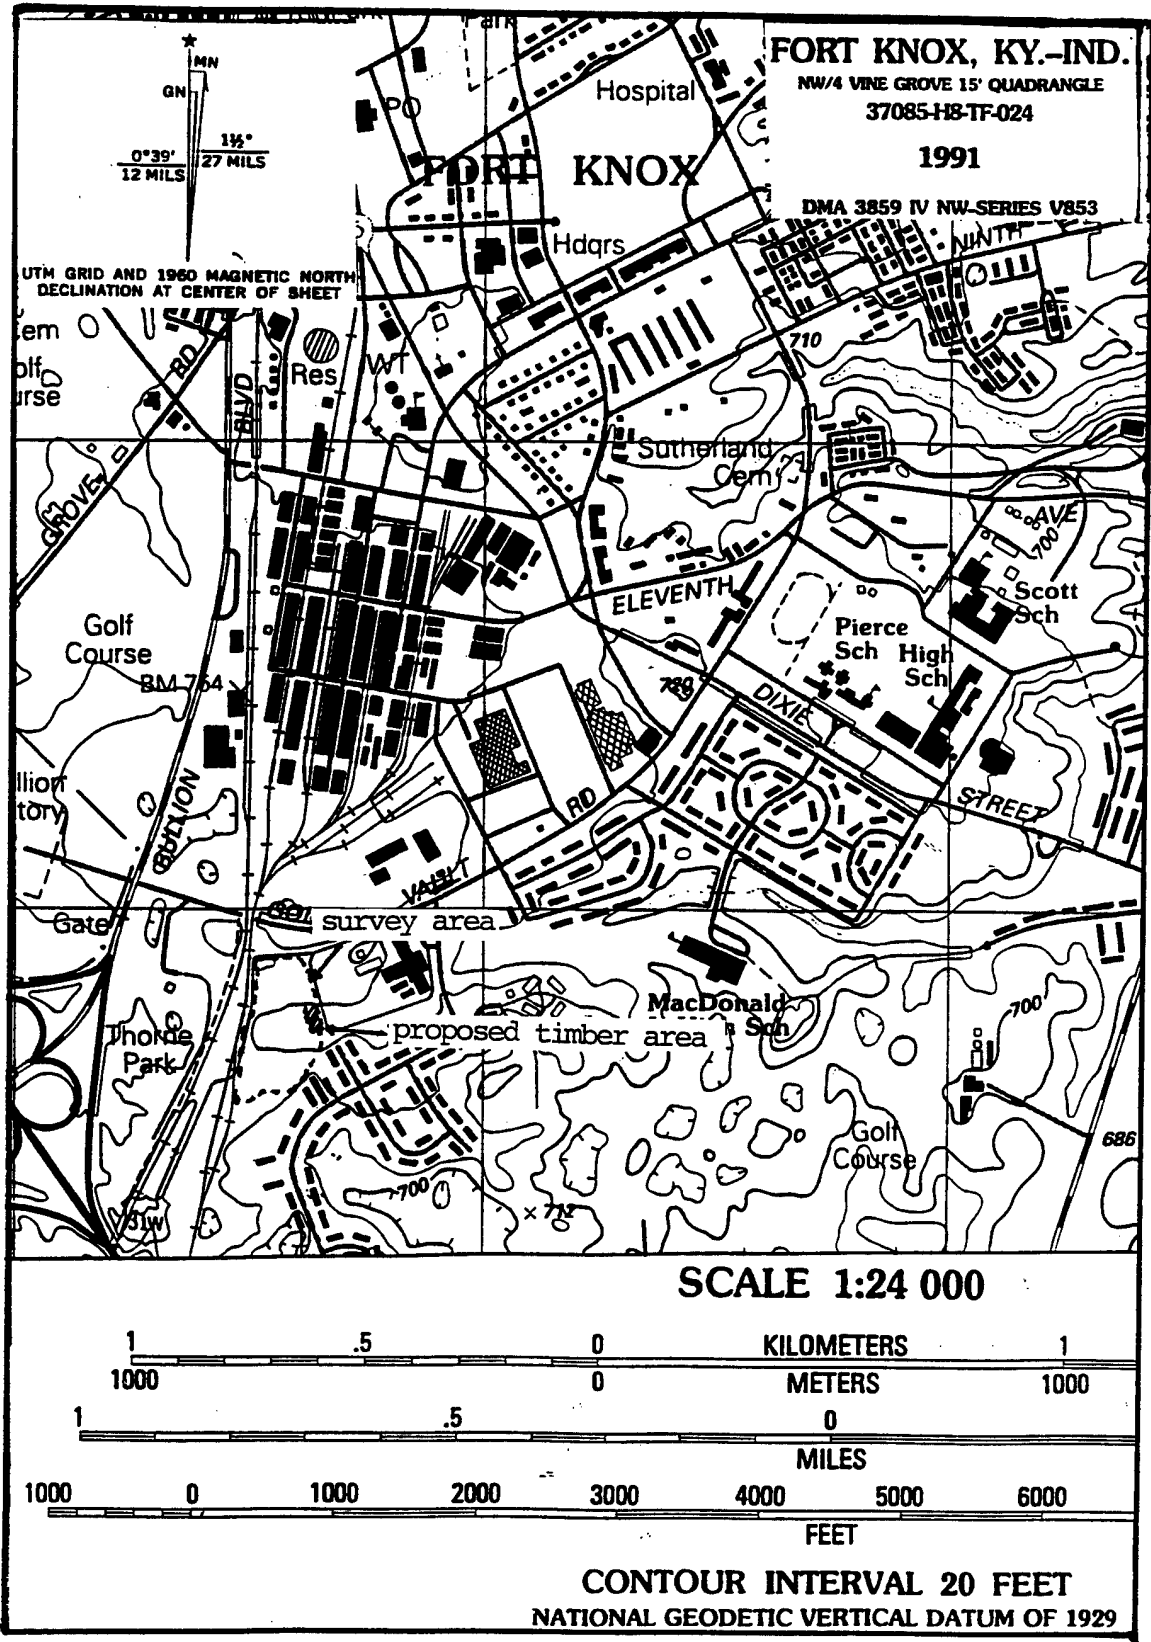 Park
FORT KNOX, KY.-IND.
NW/4 VINE GROVE 15' QUADRANGLE
37085-H8-TF-024
1991
DMA 3859 IV NW-SERIES V853
★
MN
GN
1½°
27 MILS
0°39'
12 MILS
UTM GRID AND 1960 MAGNETIC NORTH
DECLINATION AT CENTER OF SHEET
PO
Hospital
FORT KNOX
Hdqrs
NINTH
710
Cem
Golf
Course
RD
BLVD
Res
WT
GROVE
Sutherland
Cem
AVE
700
ELEVENTH
Scott
Sch
Pierce
Sch
High
Sch
Golf
Course
BM 764
DIXIE
STREET
BULLION
RD
VAULT
Gate
survey area
proposed timber area
MacDonald
Sch
Thorne
Park
700
Golf
Course
686
700
× 712
31W
SCALE 1:24 000
1 .5 0 KILOMETERS 1
1000 0 METERS 1000
1 .5 0
MILES
1000 0 1000 2000 3000 4000 5000 6000
FEET
CONTOUR INTERVAL 20 FEET
NATIONAL GEODETIC VERTICAL DATUM OF 1929